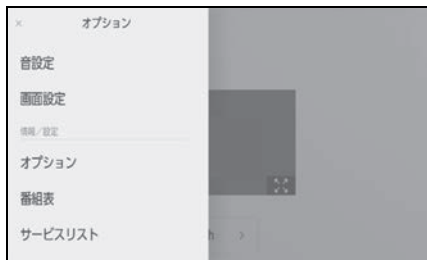 × オプション
音設定
画面設定
情報／設定
オプション
番組表
サービスリスト
h >